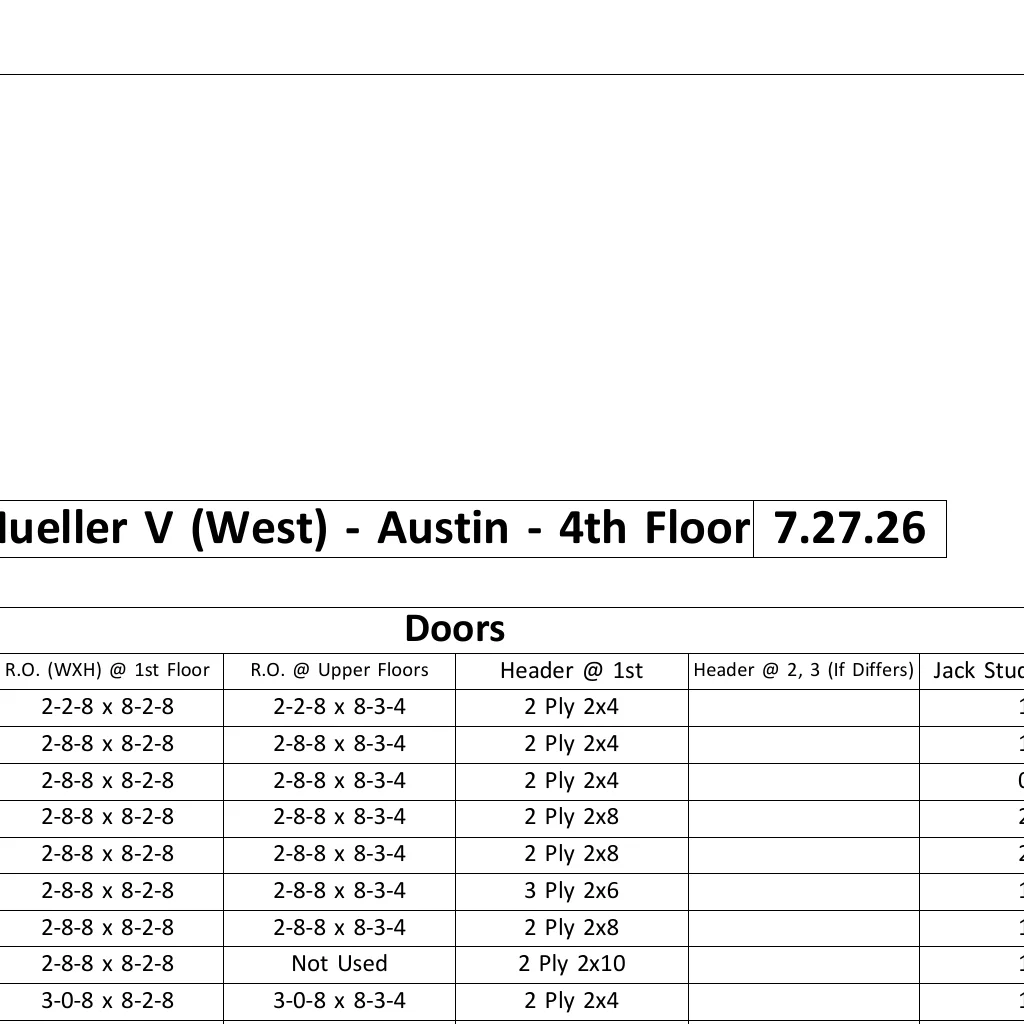 V (West) - Austin - 4th Floor 7.27.26
Doors
R.O. (WXH) @ 1st Floor R.O. @ Upper Floors Header @ 1st Header @ 2, 3 (If Differs) Jack
2-2-8 x 8-2-8 2-2-8 x 8-3-4 2 Ply 2x4
2-8-8 x 8-2-8 2-8-8 x 8-3-4 2 Ply 2x4
2-8-8 x 8-2-8 2-8-8 x 8-3-4 2 Ply 2x4
2-8-8 x 8-2-8 2-8-8 x 8-3-4 2 Ply 2x8
2-8-8 x 8-2-8 2-8-8 x 8-3-4 2 Ply 2x8
2-8-8 x 8-2-8 2-8-8 x 8-3-4 3 Ply 2x6
2-8-8 x 8-2-8 2-8-8 x 8-3-4 2 Ply 2x8
2-8-8 x 8-2-8 Not Used 2 Ply 2x10
3-0-8 x 8-2-8 3-0-8 x 8-3-4 2 Ply 2x4